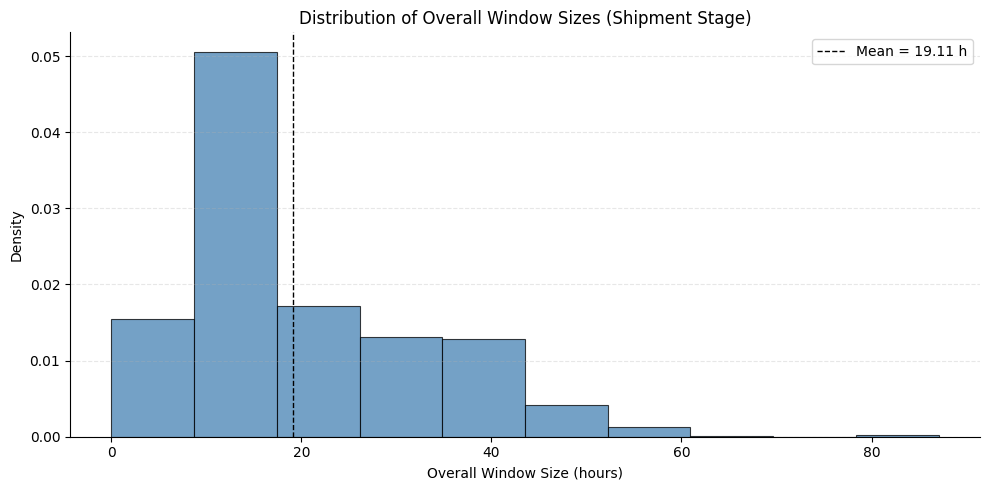 Distribution of Overall Window Sizes (Shipment Stage)
Mean = 19.11 h
0.05
0.04
0.03
0.02
0.01
0.00
Density
0 20 40 60 80
Overall Window Size (hours)